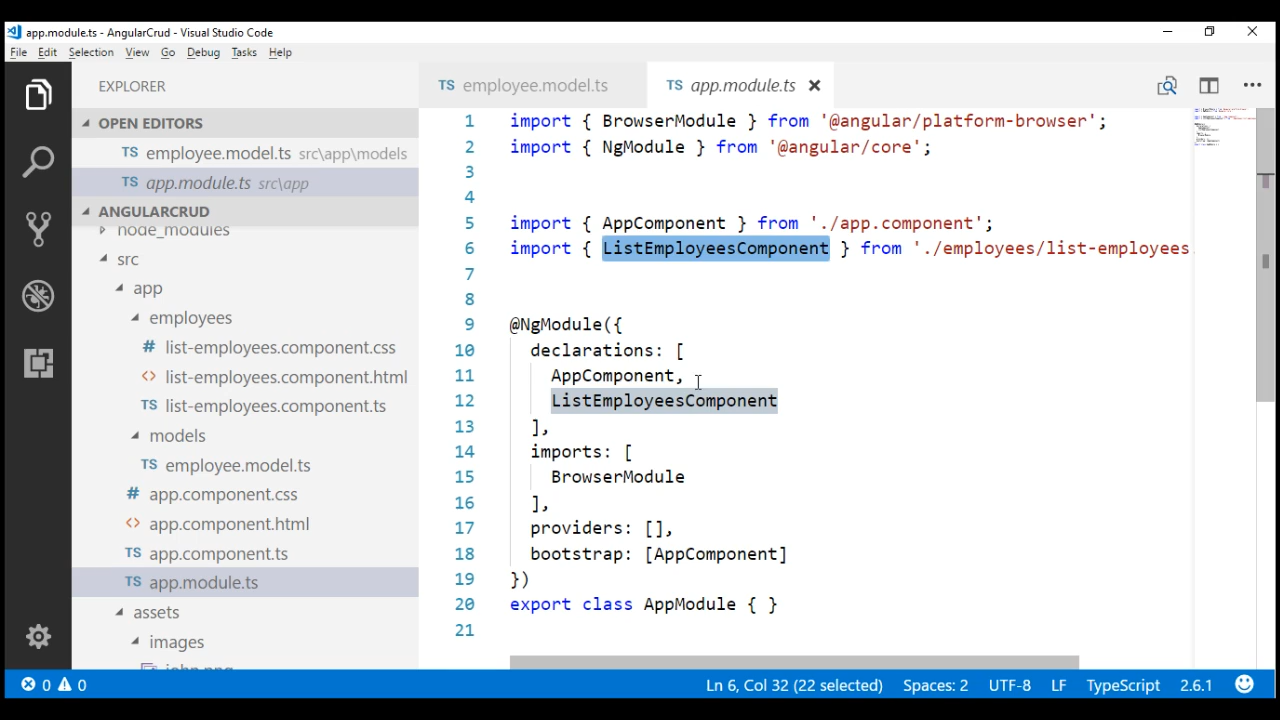 app.module.ts - AngularCrud - Visual Studio Code
File Edit Selection View Go Debug Tasks Help
EXPLORER
OPEN EDITORS
TS employee.model.ts src\app\models
TS app.module.ts src\app
ANGULARCRUD
node_modules
src
app
employees
# list-employees.component.css
<> list-employees.component.html
TS list-employees.component.ts
models
TS employee.model.ts
# app.component.css
<> app.component.html
TS app.component.ts
TS app.module.ts
assets
images
john.png
TS employee.model.ts TS app.module.ts
1 import { BrowserModule } from '@angular/platform-browser';
2 import { NgModule } from '@angular/core';
3
4
5 import { AppComponent } from './app.component';
6 import { ListEmployeesComponent } from './employees/list-employees.
7
8
9 @NgModule({
10 declarations: [
11 AppComponent,
12 ListEmployeesComponent
13 ],
14 imports: [
15 BrowserModule
16 ],
17 providers: [],
18 bootstrap: [AppComponent]
19 })
20 export class AppModule { }
21
0 0 Ln 6, Col 32 (22 selected) Spaces: 2 UTF-8 LF TypeScript 2.6.1